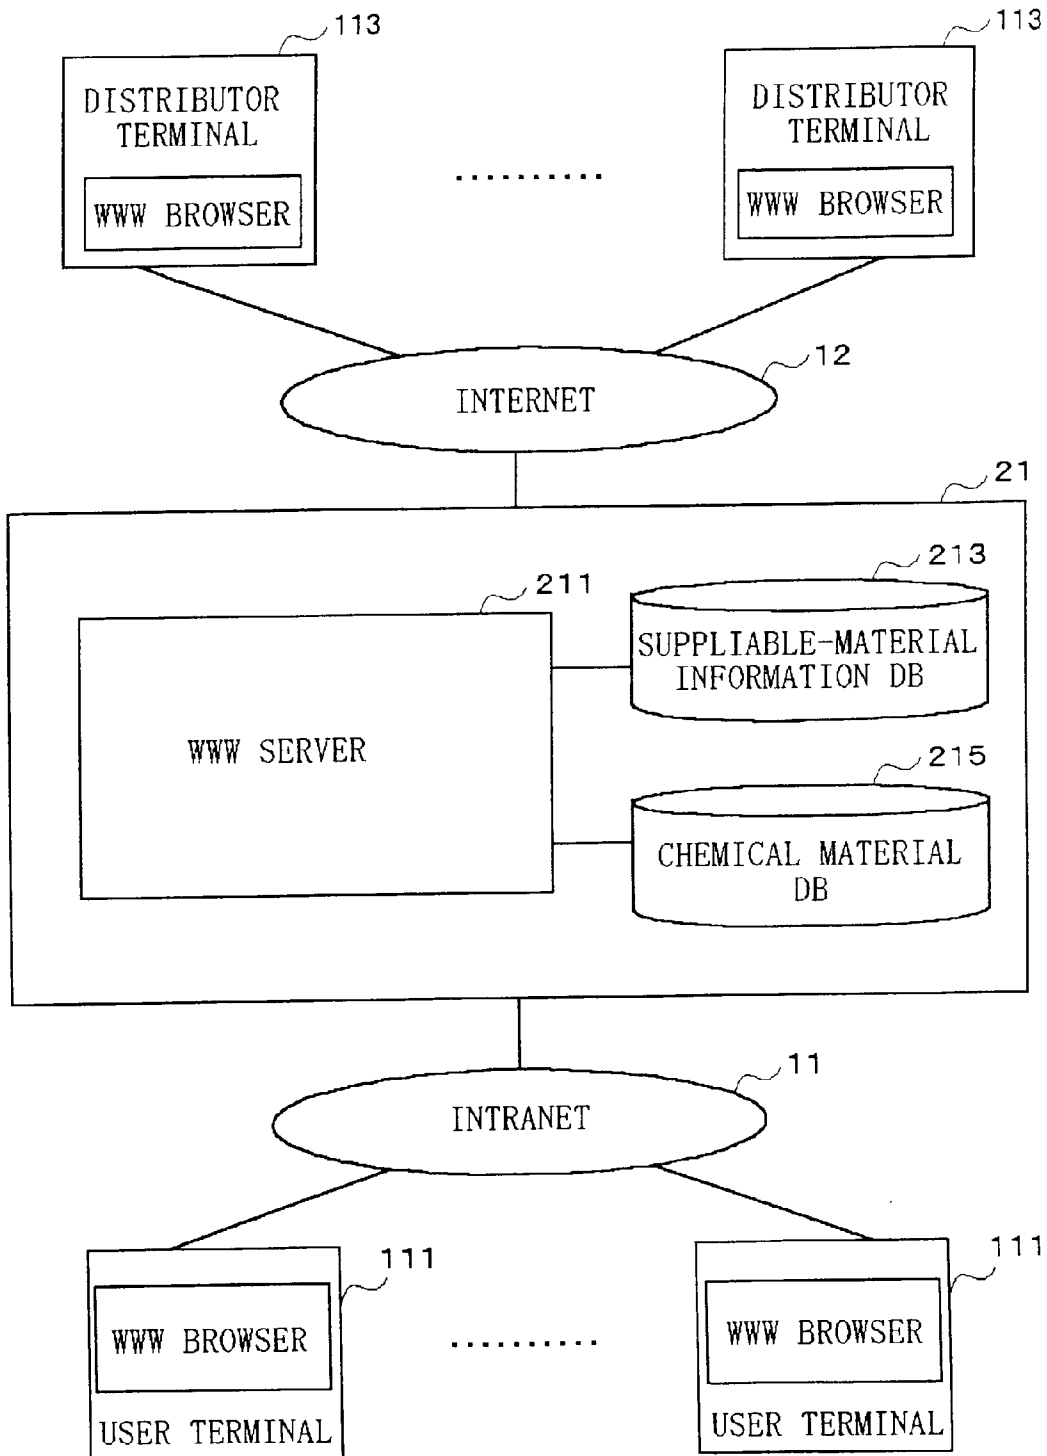 113
113
DISTRIBUTOR
TERMINAL
WWW BROWSER
DISTRIBUTOR
TERMINAL
WWW BROWSER
12
INTERNET
21
211
WWW SERVER
213
SUPPLIABLE-MATERIAL
INFORMATION DB
215
CHEMICAL MATERIAL
DB
11
INTRANET
111
WWW BROWSER
USER TERMINAL
111
WWW BROWSER
USER TERMINAL